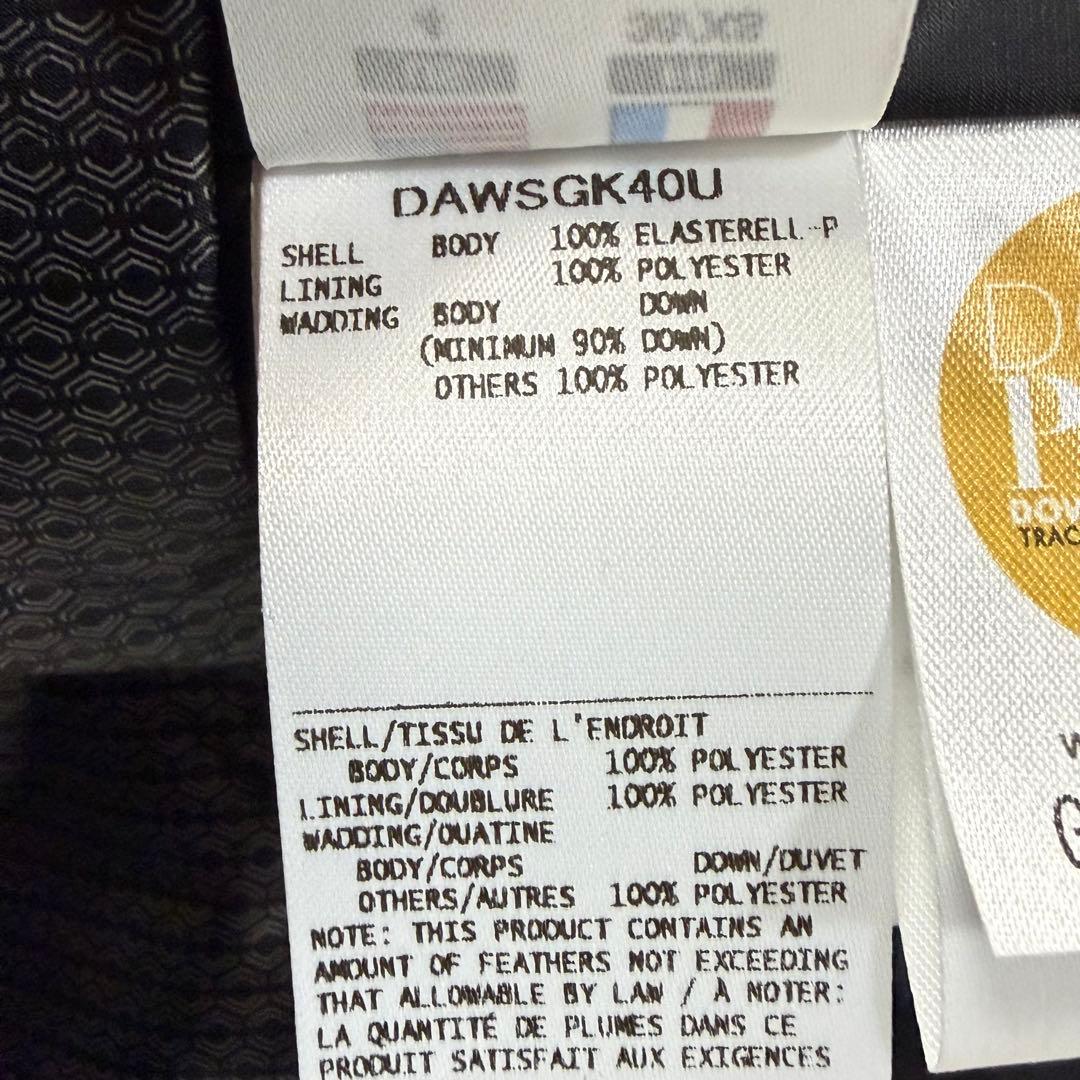 DAWSGK40U
SHELL BODY 100% ELASTERELL-P
LINING 100% POLYESTER
WADDING BODY DOWN
(MINIMUM 90% DOWN)
OTHERS 100% POLYESTER
SHELL/TISSU DE L'ENDROIT
BODY/CORPS 100% POLYESTER
LINING/DOUBLURE 100% POLYESTER
WADDING/OUATINE
BODY/CORPS DOWN/DUVET
OTHERS/AUTRES 100% POLYESTER
NOTE: THIS PRODUCT CONTAINS AN
AMOUNT OF FEATHERS NOT EXCEEDING
THAT ALLOWABLE BY LAW / À NOTER:
LA QUANTITÉ DE PLUMES DANS CE
PRODUIT SATISFAIT AUX EXIGENCES